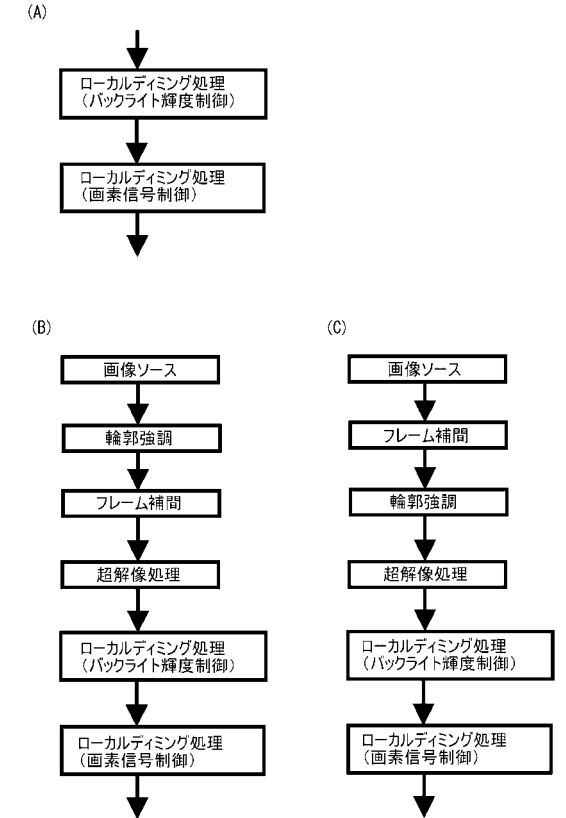 (A)
ローカルディミング処理
(バックライト輝度制御)
ローカルディミング処理
(画素信号制御)
(B)
画像ソース
輪郭強調
フレーム補間
超解像処理
ローカルディミング処理
(バックライト輝度制御)
ローカルディミング処理
(画素信号制御)
(C)
画像ソース
フレーム補間
輪郭強調
超解像処理
ローカルディミング処理
(バックライト輝度制御)
ローカルディミング処理
(画素信号制御)